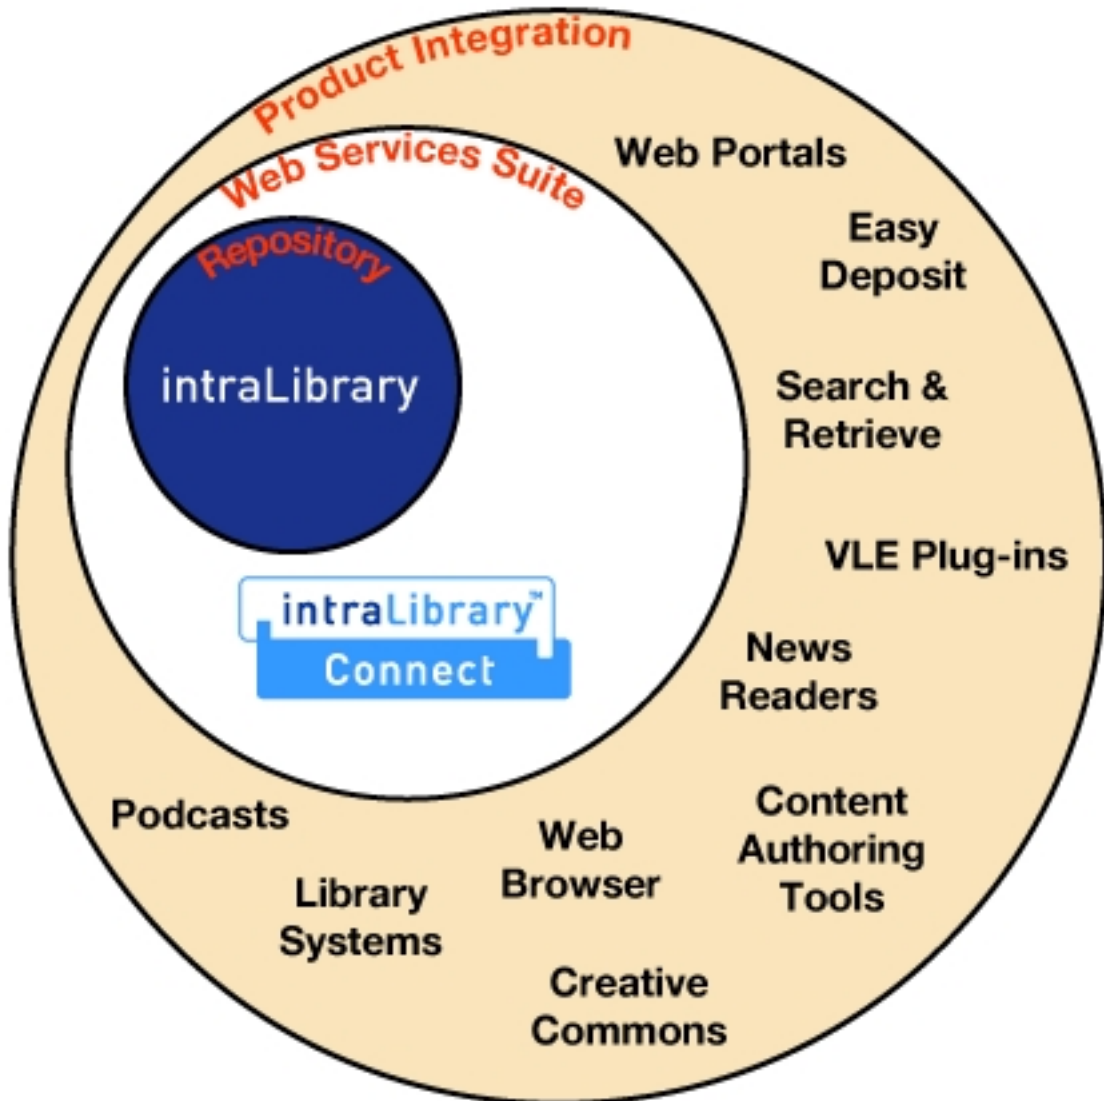 Product Integration
Web Services Suite
Repository
intraLibrary
intraLibrary™
Connect
Web Portals
Easy
Deposit
Search &
Retrieve
VLE Plug-ins
News
Readers
Content
Authoring
Tools
Podcasts
Web
Browser
Library
Systems
Creative
Commons